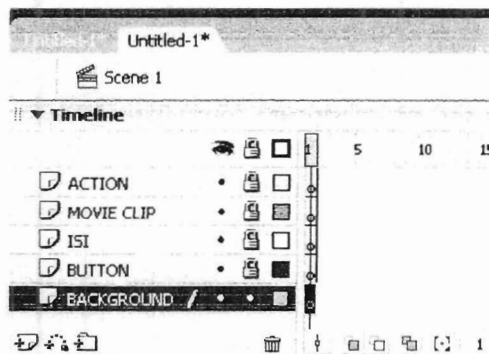 Untitled-1*
Scene 1
Timeline
1 5 10 15
ACTION
MOVIE CLIP
ISI
BUTTON
BACKGROUND
1